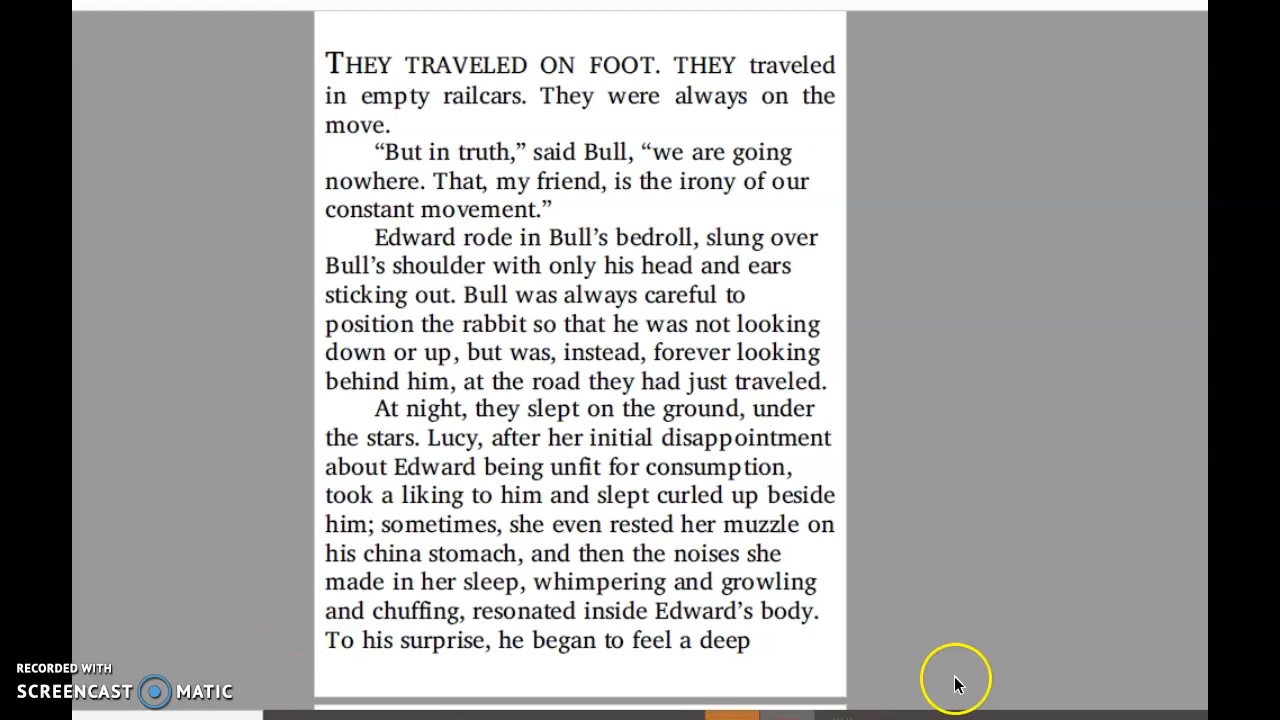 THEY TRAVELED ON FOOT. THEY traveled
in empty railcars. They were always on the
move.
“But in truth,” said Bull, “we are going
nowhere. That, my friend, is the irony of our
constant movement.”
Edward rode in Bull’s bedroll, slung over
Bull’s shoulder with only his head and ears
sticking out. Bull was always careful to
position the rabbit so that he was not looking
down or up, but was, instead, forever looking
behind him, at the road they had just traveled.
At night, they slept on the ground, under
the stars. Lucy, after her initial disappointment
about Edward being unfit for consumption,
took a liking to him and slept curled up beside
him; sometimes, she even rested her muzzle on
his china stomach, and then the noises she
made in her sleep, whimpering and growling
and chuffing, resonated inside Edward’s body.
To his surprise, he began to feel a deep
RECORDED WITH
SCREENCAST MATIC